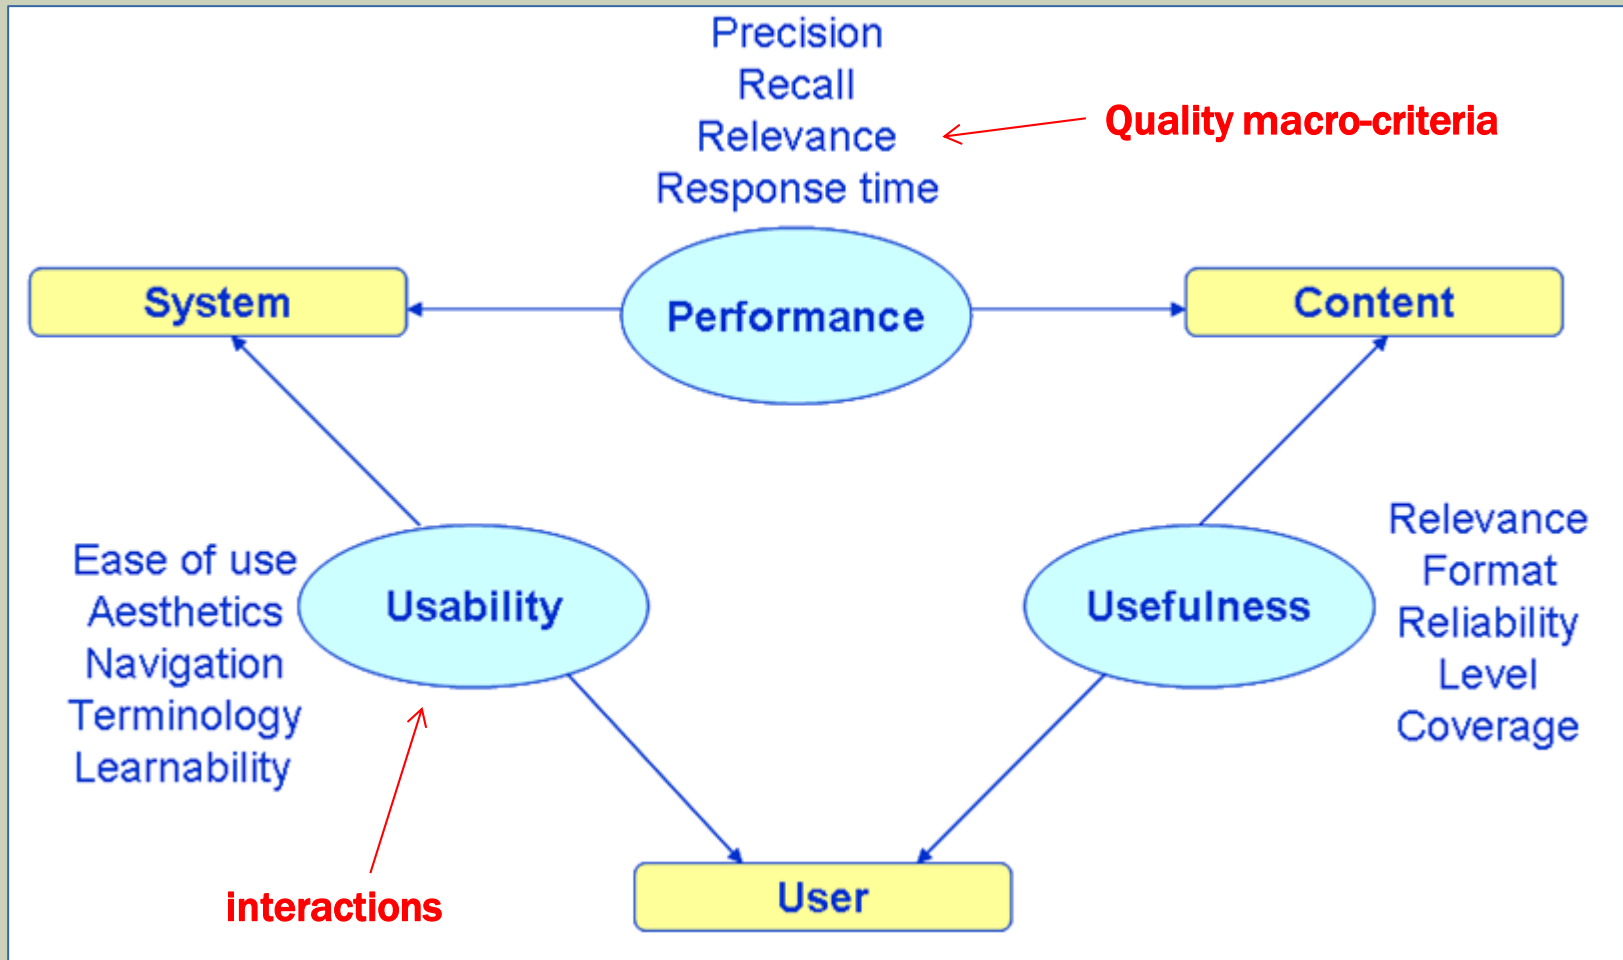 Precision
Recall
Relevance
Response time
Quality macro-criteria
System
Performance
Content
Ease of use
Aesthetics
Navigation
Terminology
Learnability
Usability
Usefulness
Relevance
Format
Reliability
Level
Coverage
interactions
User